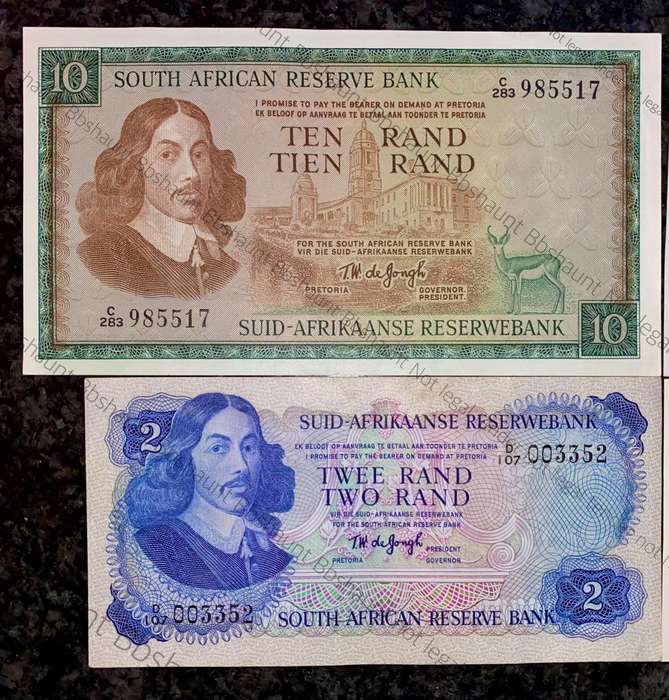 10
SOUTH AFRICAN RESERVE BANK
C/283 985517
I PROMISE TO PAY THE BEARER ON DEMAND AT PRETORIA
EK BELOOF OP AANVRAAG TE BETAAL AAN TOONDER TE PRETORIA
TEN RAND
TIEN RAND
FOR THE SOUTH AFRICAN RESERVE BANK
VIR DIE SUID-AFRIKAANSE RESERWEBANK
T.W. de Jongh
PRETORIA GOVERNOR.
PRESIDENT.
C/283 985517
SUID-AFRIKAANSE RESERWEBANK
10
2
SUID-AFRIKAANSE RESERWEBANK
EK BELOOF OP AANVRAAG TE BETAAL AAN TOONDER TE PRETORIA
I PROMISE TO PAY THE BEARER ON DEMAND AT PRETORIA
D/107 003352
TWEE RAND
TWO RAND
VIR DIE SUID-AFRIKAANSE RESERWEBANK
FOR THE SOUTH AFRICAN RESERVE BANK
T.W. de Jongh
PRESIDENT
PRETORIA GOVERNOR.
D/107 003352
SOUTH AFRICAN RESERVE BANK
2
Bbshaunt Bbshaunt Not legal